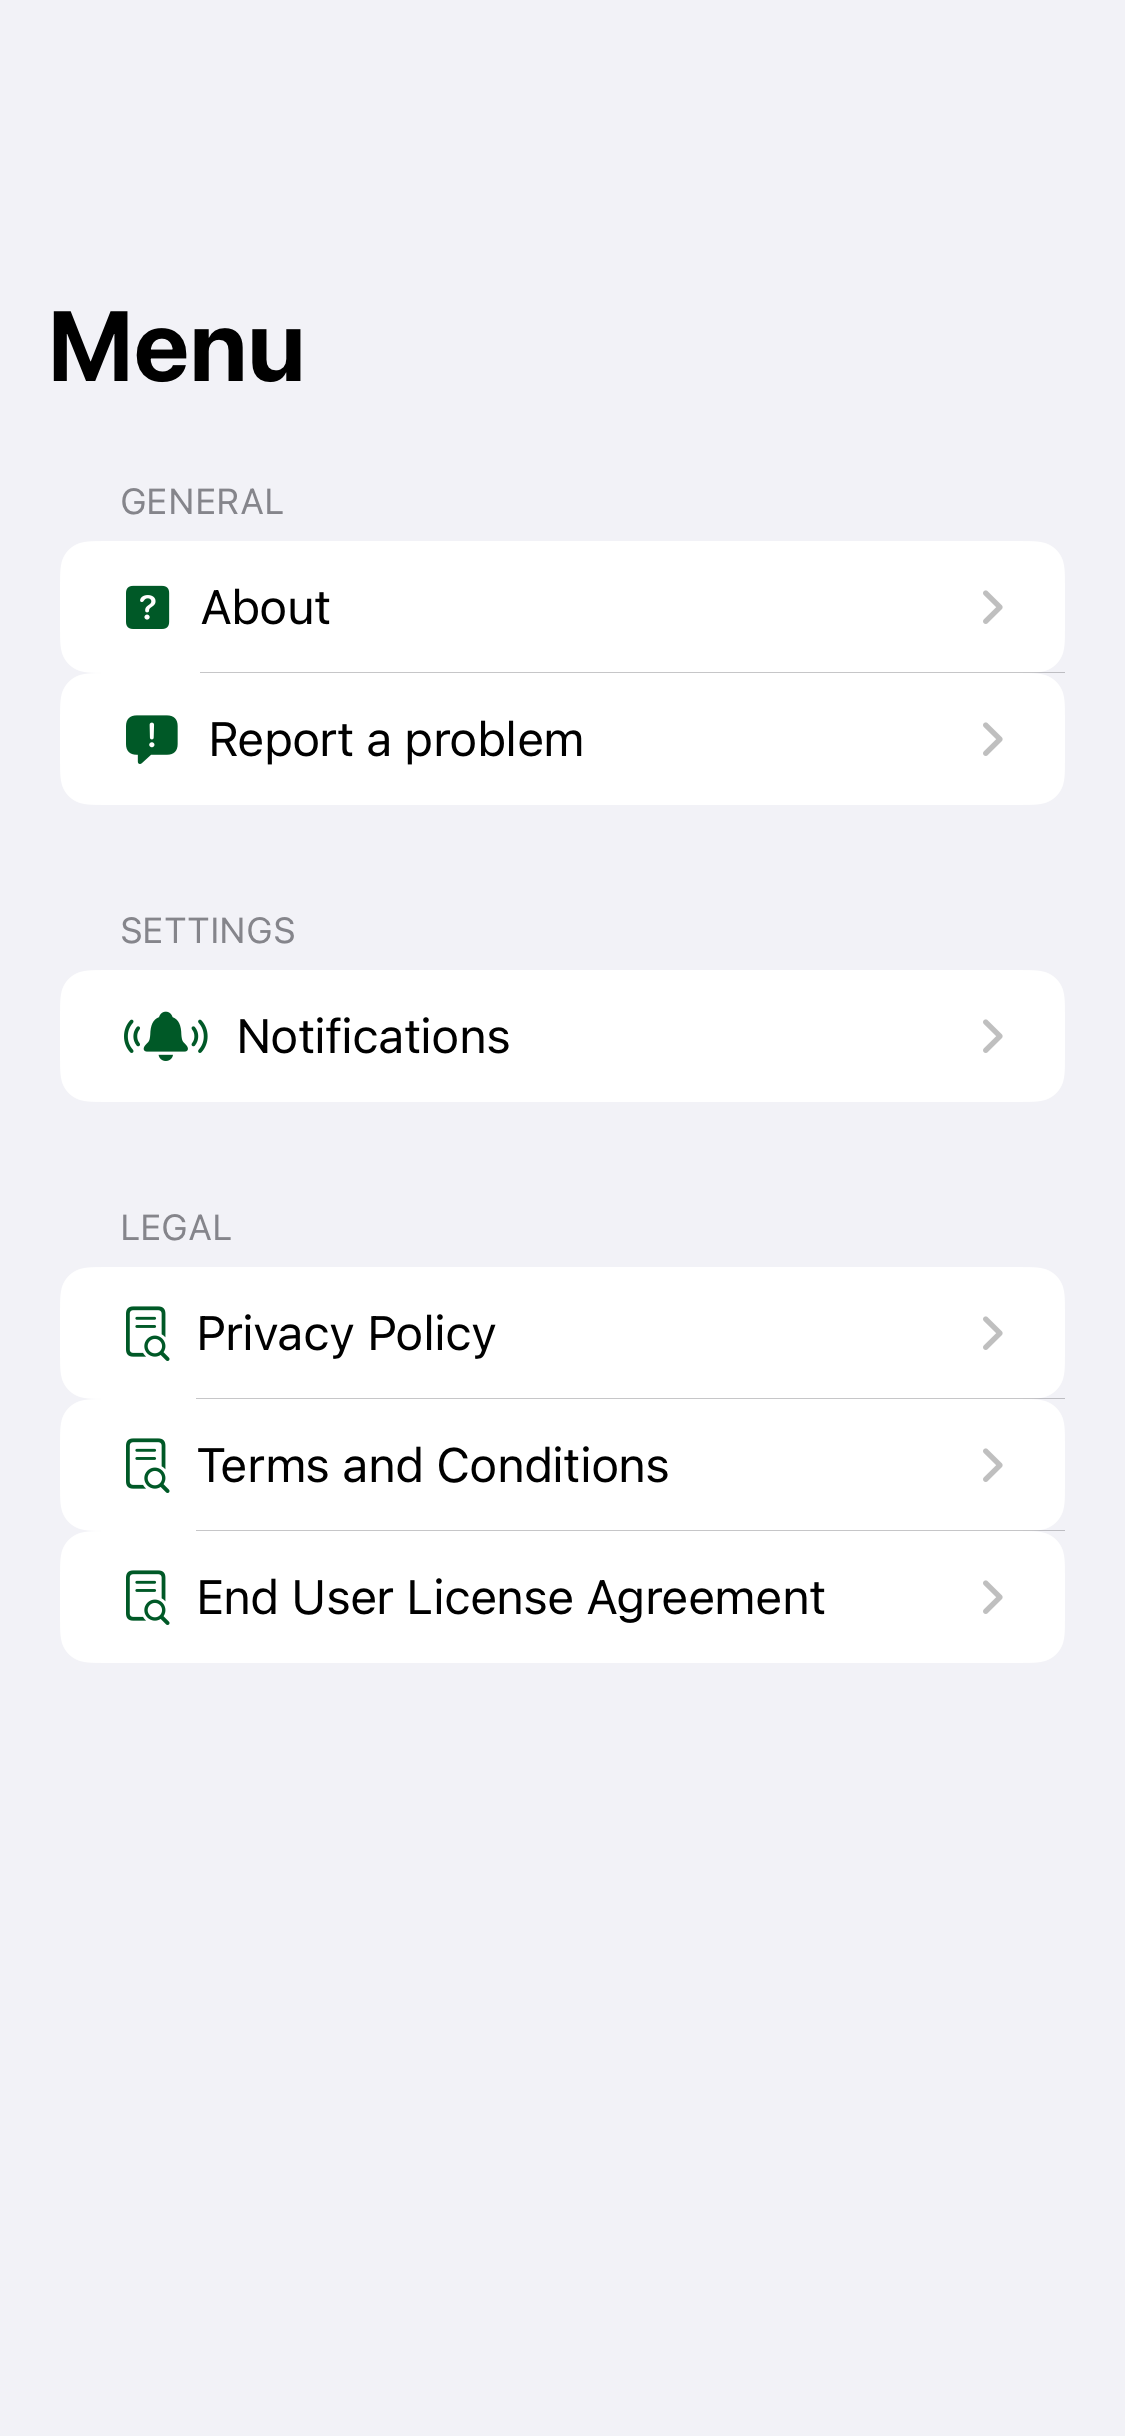 Menu
GENERAL
About
Report a problem
SETTINGS
Notifications
LEGAL
Privacy Policy
Terms and Conditions
End User License Agreement